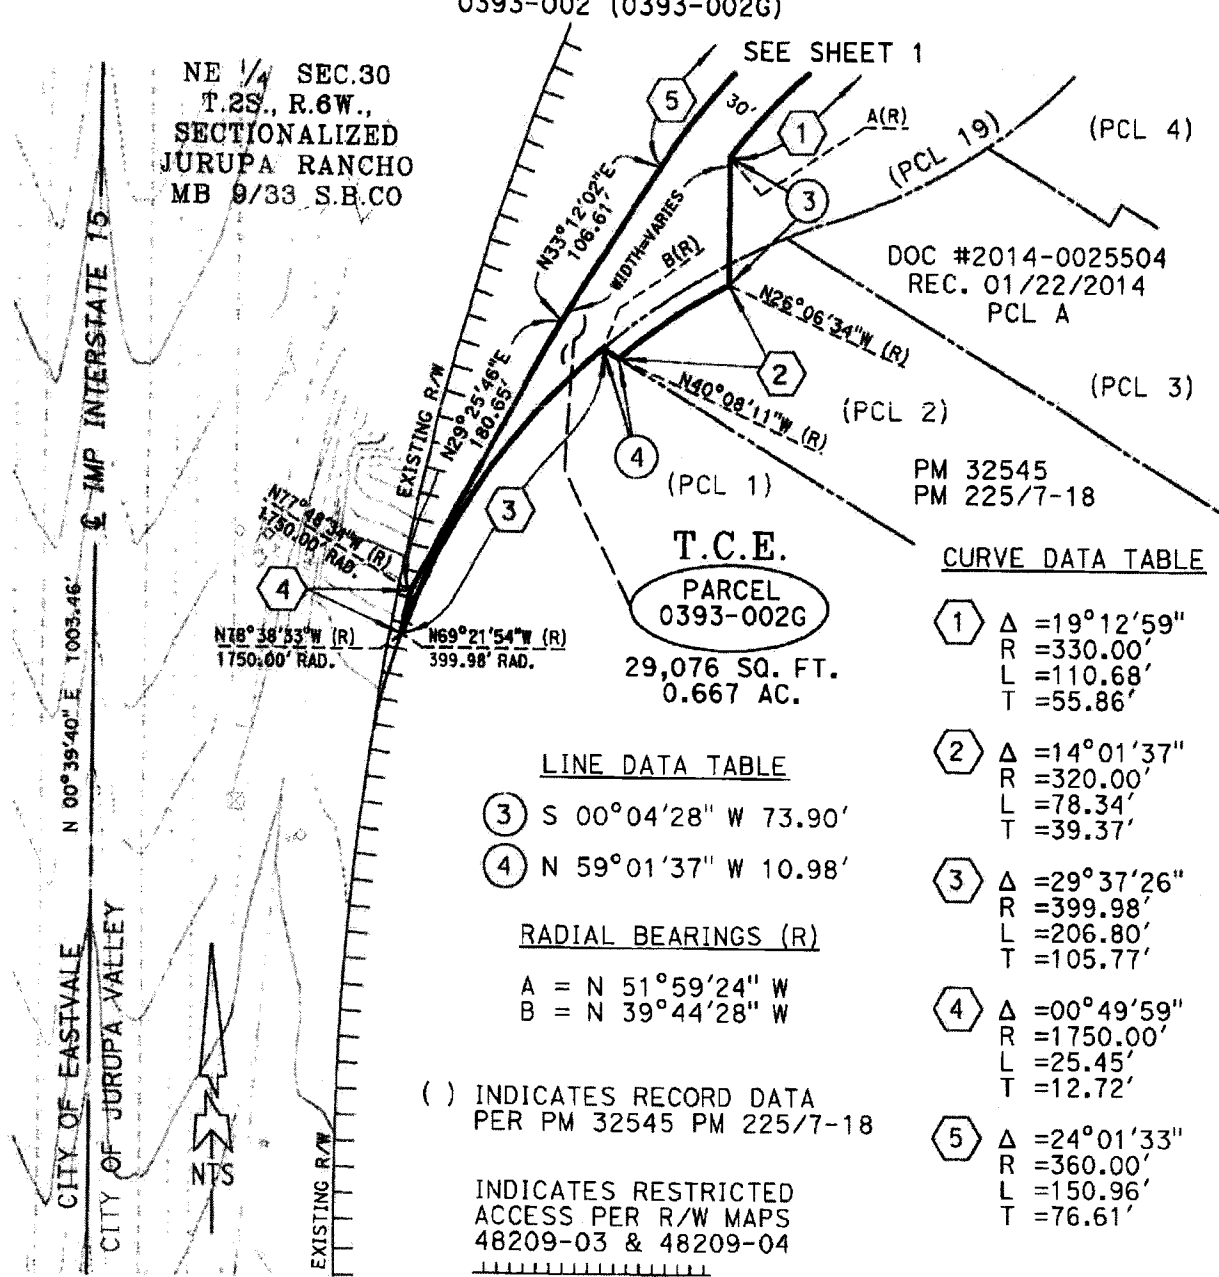 0393-002 (0393-002G)
SEE SHEET 1
NE 1/4 SEC.30
T.2S., R.6W.,
SECTIONALIZED
JURUPA RANCHO
MB 9/33 S.B.CO
5
30'
1
A(R)
(PCL 19)
(PCL 4)
3
N33°12'02"E
106.61'
WIDTH=VARIES
B(R)
DOC #2014-0025504
REC. 01/22/2014
PCL A
N26°06'34"W (R)
2
(PCL 3)
N40°08'11"W (R)
(PCL 2)
EXISTING R/W
N29°25'46"E
180.65'
4
(PCL 1)
PM 32545
PM 225/7-18
3
N77°48'34"W (R)
1750.00' RAD.
4
N78°38'33"W (R)
1750.00' RAD.
N69°21'54"W (R)
399.98' RAD.
T.C.E.
PARCEL
0393-002G
29,076 SQ. FT.
0.667 AC.
℄ IMP INTERSTATE 15
N 00°39'40" E 1003.46'
CITY OF EASTVALE
CITY OF JURUPA VALLEY
NTS
EXISTING R/W
LINE DATA TABLE
3 S 00°04'28" W 73.90'
4 N 59°01'37" W 10.98'
RADIAL BEARINGS (R)
A = N 51°59'24" W
B = N 39°44'28" W
( ) INDICATES RECORD DATA
PER PM 32545 PM 225/7-18
INDICATES RESTRICTED
ACCESS PER R/W MAPS
48209-03 & 48209-04
CURVE DATA TABLE
1 Δ =19°12'59"
R =330.00'
L =110.68'
T =55.86'
2 Δ =14°01'37"
R =320.00'
L =78.34'
T =39.37'
3 Δ =29°37'26"
R =399.98'
L =206.80'
T =105.77'
4 Δ =00°49'59"
R =1750.00'
L =25.45'
T =12.72'
5 Δ =24°01'33"
R =360.00'
L =150.96'
T =76.61'